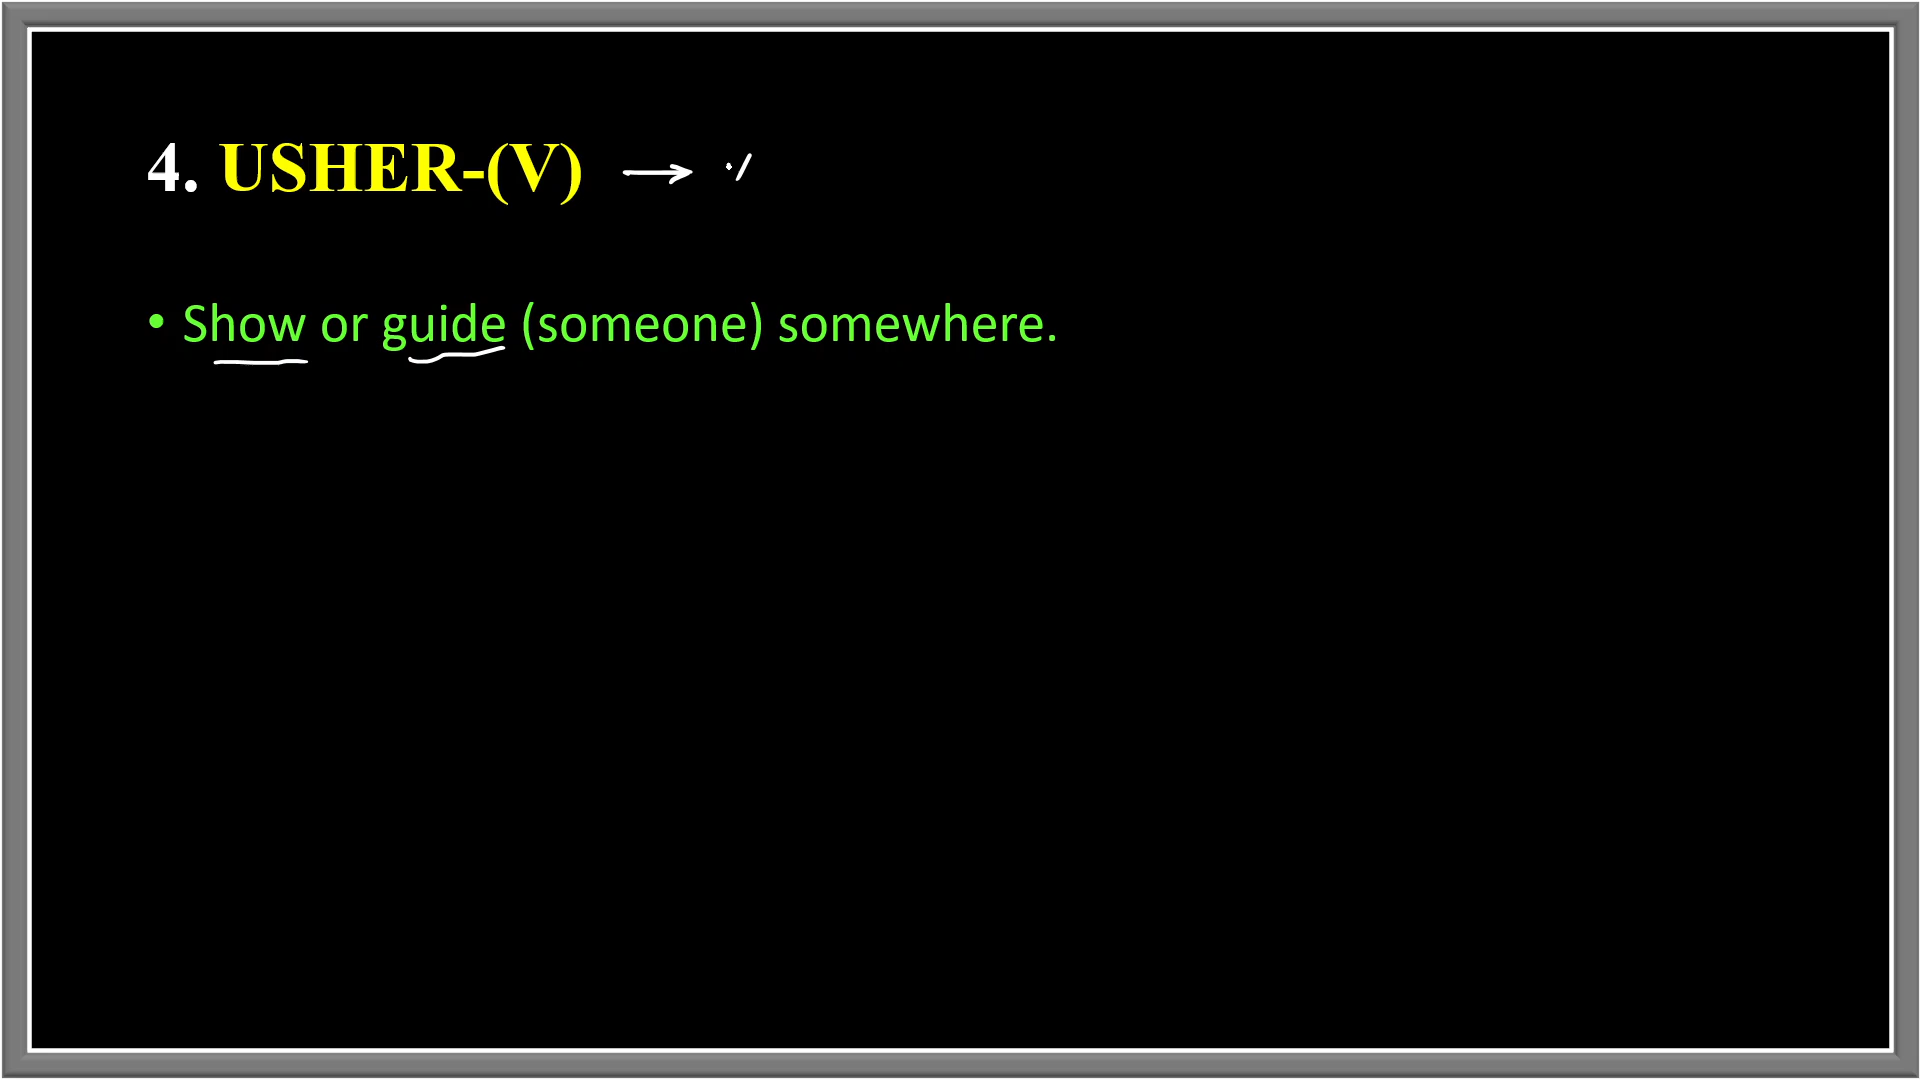 4. USHER-(V) →
• Show or guide (someone) somewhere.